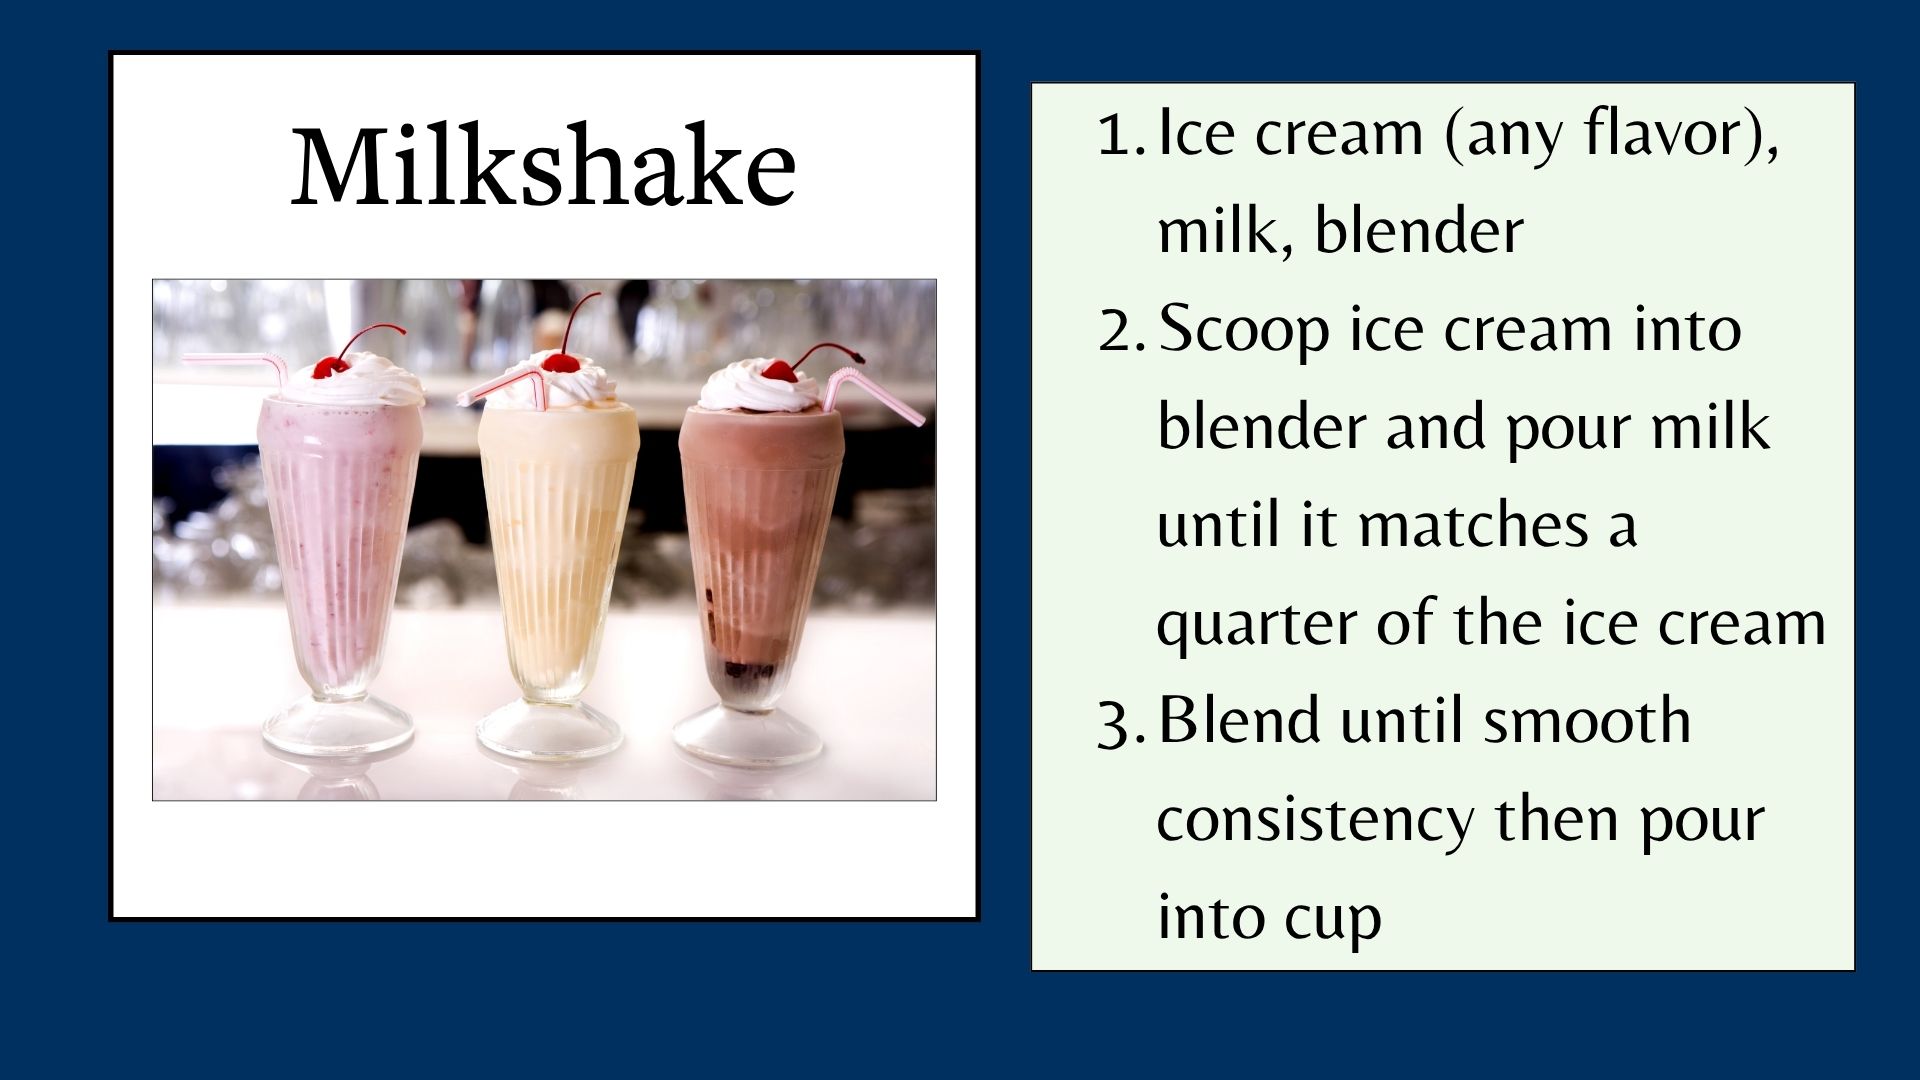 Milkshake
1. Ice cream (any flavor),
milk, blender
2. Scoop ice cream into
blender and pour milk
until it matches a
quarter of the ice cream
3. Blend until smooth
consistency then pour
into cup